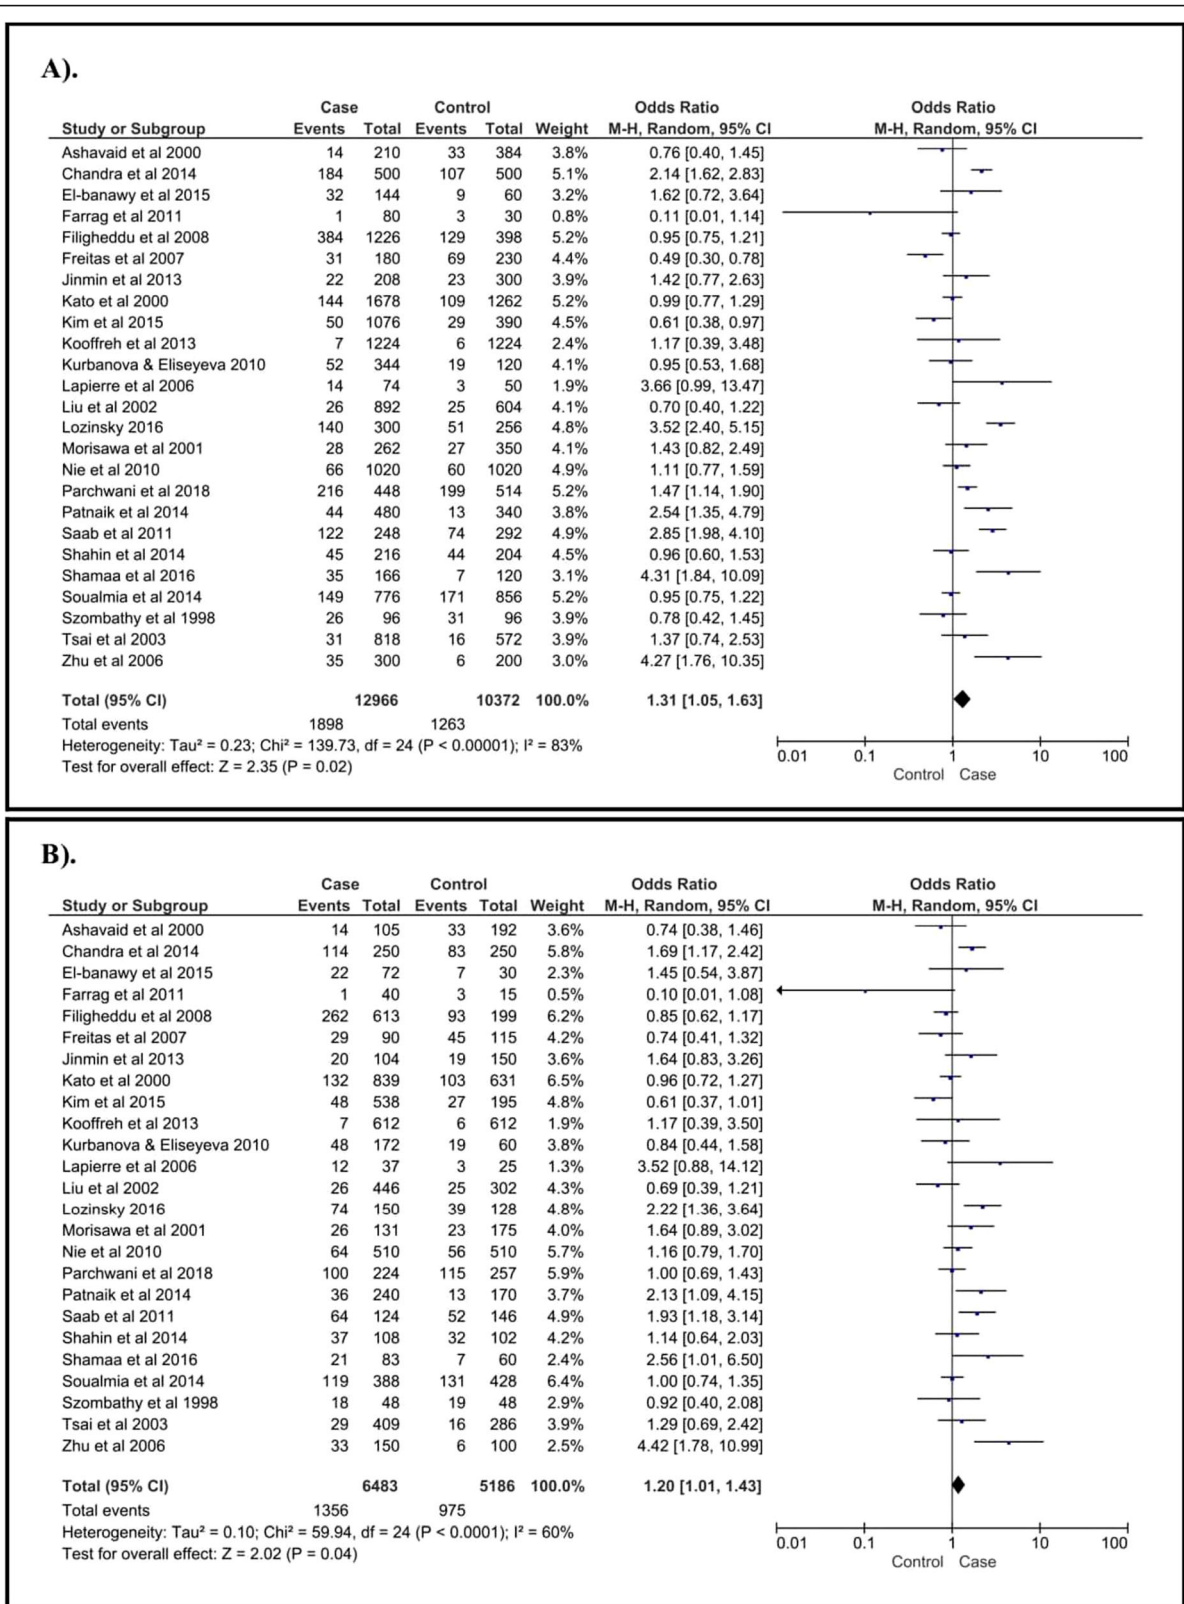 A).
Case Control Odds Ratio Odds Ratio
Study or Subgroup Events Total Events Total Weight M-H, Random, 95% CI M-H, Random, 95% CI
Ashavaid et al 2000 14 210 33 384 3.8% 0.76 [0.40, 1.45]
Chandra et al 2014 184 500 107 500 5.1% 2.14 [1.62, 2.83]
El-banawy et al 2015 32 144 9 60 3.2% 1.62 [0.72, 3.64]
Farrag et al 2011 1 80 3 30 0.8% 0.11 [0.01, 1.14]
Filigheddu et al 2008 384 1226 129 398 5.2% 0.95 [0.75, 1.21]
Freitas et al 2007 31 180 69 230 4.4% 0.49 [0.30, 0.78]
Jinmin et al 2013 22 208 23 300 3.9% 1.42 [0.77, 2.63]
Kato et al 2000 144 1678 109 1262 5.2% 0.99 [0.77, 1.29]
Kim et al 2015 50 1076 29 390 4.5% 0.61 [0.38, 0.97]
Kooffreh et al 2013 7 1224 6 1224 2.4% 1.17 [0.39, 3.48]
Kurbanova & Eliseyeva 2010 52 344 19 120 4.1% 0.95 [0.53, 1.68]
Lapierre et al 2006 14 74 3 50 1.9% 3.66 [0.99, 13.47]
Liu et al 2002 26 892 25 604 4.1% 0.70 [0.40, 1.22]
Lozinsky 2016 140 300 51 256 4.8% 3.52 [2.40, 5.15]
Morisawa et al 2001 28 262 27 350 4.1% 1.43 [0.82, 2.49]
Nie et al 2010 66 1020 60 1020 4.9% 1.11 [0.77, 1.59]
Parchwani et al 2018 216 448 199 514 5.2% 1.47 [1.14, 1.90]
Patnaik et al 2014 44 480 13 340 3.8% 2.54 [1.35, 4.79]
Saab et al 2011 122 248 74 292 4.9% 2.85 [1.98, 4.10]
Shahin et al 2014 45 216 44 204 4.5% 0.96 [0.60, 1.53]
Shamaa et al 2016 35 166 7 120 3.1% 4.31 [1.84, 10.09]
Soualmia et al 2014 149 776 171 856 5.2% 0.95 [0.75, 1.22]
Szombathy et al 1998 26 96 31 96 3.9% 0.78 [0.42, 1.45]
Tsai et al 2003 31 818 16 572 3.9% 1.37 [0.74, 2.53]
Zhu et al 2006 35 300 6 200 3.0% 4.27 [1.76, 10.35]
Total (95% CI) 12966 10372 100.0% 1.31 [1.05, 1.63]
Total events 1898 1263
Heterogeneity: Tau² = 0.23; Chi² = 139.73, df = 24 (P < 0.00001); I² = 83%
Test for overall effect: Z = 2.35 (P = 0.02)
0.01 0.1 1 10 100
Control Case
B).
Case Control Odds Ratio Odds Ratio
Study or Subgroup Events Total Events Total Weight M-H, Random, 95% CI M-H, Random, 95% CI
Ashavaid et al 2000 14 105 33 192 3.6% 0.74 [0.38, 1.46]
Chandra et al 2014 114 250 83 250 5.8% 1.69 [1.17, 2.42]
El-banawy et al 2015 22 72 7 30 2.3% 1.45 [0.54, 3.87]
Farrag et al 2011 1 40 3 15 0.5% 0.10 [0.01, 1.08]
Filigheddu et al 2008 262 613 93 199 6.2% 0.85 [0.62, 1.17]
Freitas et al 2007 29 90 45 115 4.2% 0.74 [0.41, 1.32]
Jinmin et al 2013 20 104 19 150 3.6% 1.64 [0.83, 3.26]
Kato et al 2000 132 839 103 631 6.5% 0.96 [0.72, 1.27]
Kim et al 2015 48 538 27 195 4.8% 0.61 [0.37, 1.01]
Kooffreh et al 2013 7 612 6 612 1.9% 1.17 [0.39, 3.50]
Kurbanova & Eliseyeva 2010 48 172 19 60 3.8% 0.84 [0.44, 1.58]
Lapierre et al 2006 12 37 3 25 1.3% 3.52 [0.88, 14.12]
Liu et al 2002 26 446 25 302 4.3% 0.69 [0.39, 1.21]
Lozinsky 2016 74 150 39 128 4.8% 2.22 [1.36, 3.64]
Morisawa et al 2001 26 131 23 175 4.0% 1.64 [0.89, 3.02]
Nie et al 2010 64 510 56 510 5.7% 1.16 [0.79, 1.70]
Parchwani et al 2018 100 224 115 257 5.9% 1.00 [0.69, 1.43]
Patnaik et al 2014 36 240 13 170 3.7% 2.13 [1.09, 4.15]
Saab et al 2011 64 124 52 146 4.9% 1.93 [1.18, 3.14]
Shahin et al 2014 37 108 32 102 4.2% 1.14 [0.64, 2.03]
Shamaa et al 2016 21 83 7 60 2.4% 2.56 [1.01, 6.50]
Soualmia et al 2014 119 388 131 428 6.4% 1.00 [0.74, 1.35]
Szombathy et al 1998 18 48 19 48 2.9% 0.92 [0.40, 2.08]
Tsai et al 2003 29 409 16 286 3.9% 1.29 [0.69, 2.42]
Zhu et al 2006 33 150 6 100 2.5% 4.42 [1.78, 10.99]
Total (95% CI) 6483 5186 100.0% 1.20 [1.01, 1.43]
Total events 1356 975
Heterogeneity: Tau² = 0.10; Chi² = 59.94, df = 24 (P < 0.0001); I² = 60%
Test for overall effect: Z = 2.02 (P = 0.04)
0.01 0.1 1 10 100
Control Case